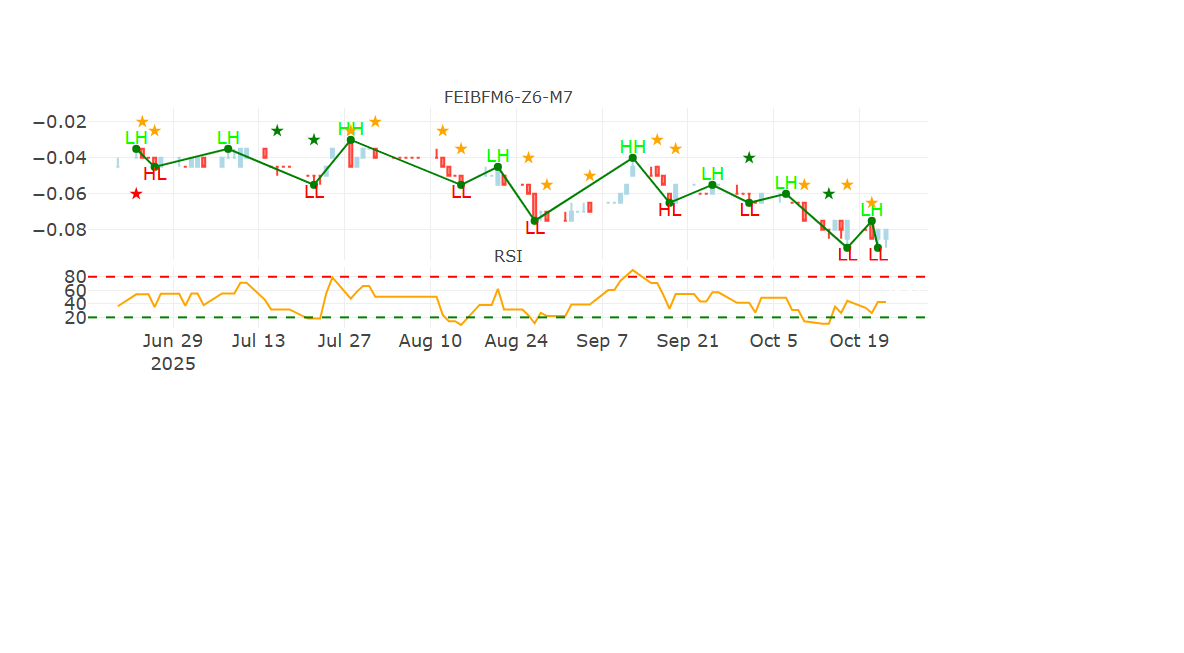 FEIBFM6-Z6-M7
−0.02
LH LH HH
HH
−0.04
LH
HL LH
LH
−0.06
LL LL HL LL LH
−0.08
LL
LL LL
RSI
80
60
40
20
Jun 29 Jul 13 Jul 27 Aug 10 Aug 24 Sep 7 Sep 21 Oct 5 Oct 19
2025